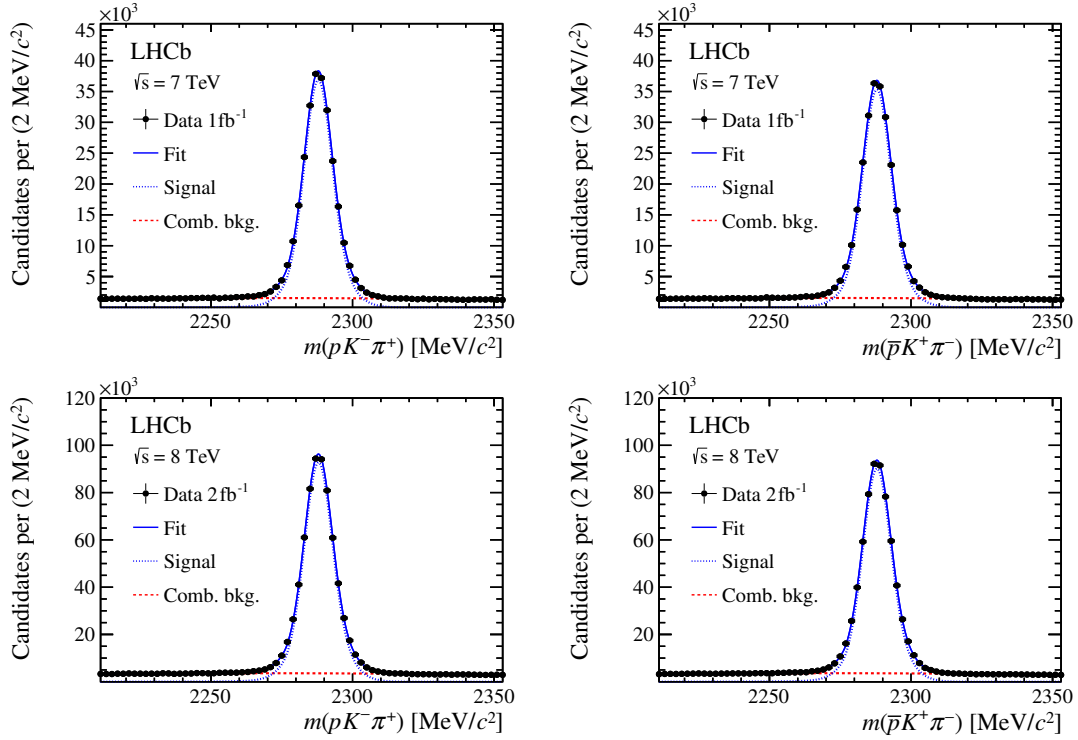 ×10³
Candidates per (2 MeV/c²)
45
40
35
30
25
20
15
10
5
LHCb
√s = 7 TeV
Data 1fb⁻¹
Fit
Signal
Comb. bkg.
2250 2300 2350
m(pK⁻π⁺) [MeV/c²]
×10³
Candidates per (2 MeV/c²)
45
40
35
30
25
20
15
10
5
LHCb
√s = 7 TeV
Data 1fb⁻¹
Fit
Signal
Comb. bkg.
2250 2300 2350
m(p̅K⁺π⁻) [MeV/c²]
×10³
Candidates per (2 MeV/c²)
120
100
80
60
40
20
LHCb
√s = 8 TeV
Data 2fb⁻¹
Fit
Signal
Comb. bkg.
2250 2300 2350
m(pK⁻π⁺) [MeV/c²]
×10³
Candidates per (2 MeV/c²)
120
100
80
60
40
20
LHCb
√s = 8 TeV
Data 2fb⁻¹
Fit
Signal
Comb. bkg.
2250 2300 2350
m(p̅K⁺π⁻) [MeV/c²]